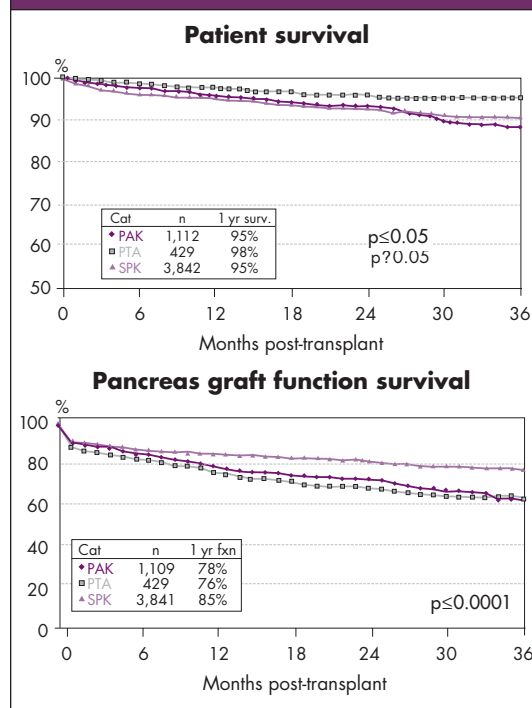 Patient survival
%
100
90
80
70
60
50
Cat n 1 yr surv.
PAK 1,112 95%
PTA 429 98%
SPK 3,842 95%
p≤0.05
p?0.05
0 6 12 18 24 30 36
Months post-transplant
Pancreas graft function survival
%
100
80
60
40
20
0
Cat n 1 yr fxn
PAK 1,109 78%
PTA 429 76%
SPK 3,841 85%
p≤0.0001
0 6 12 18 24 30 36
Months post-transplant